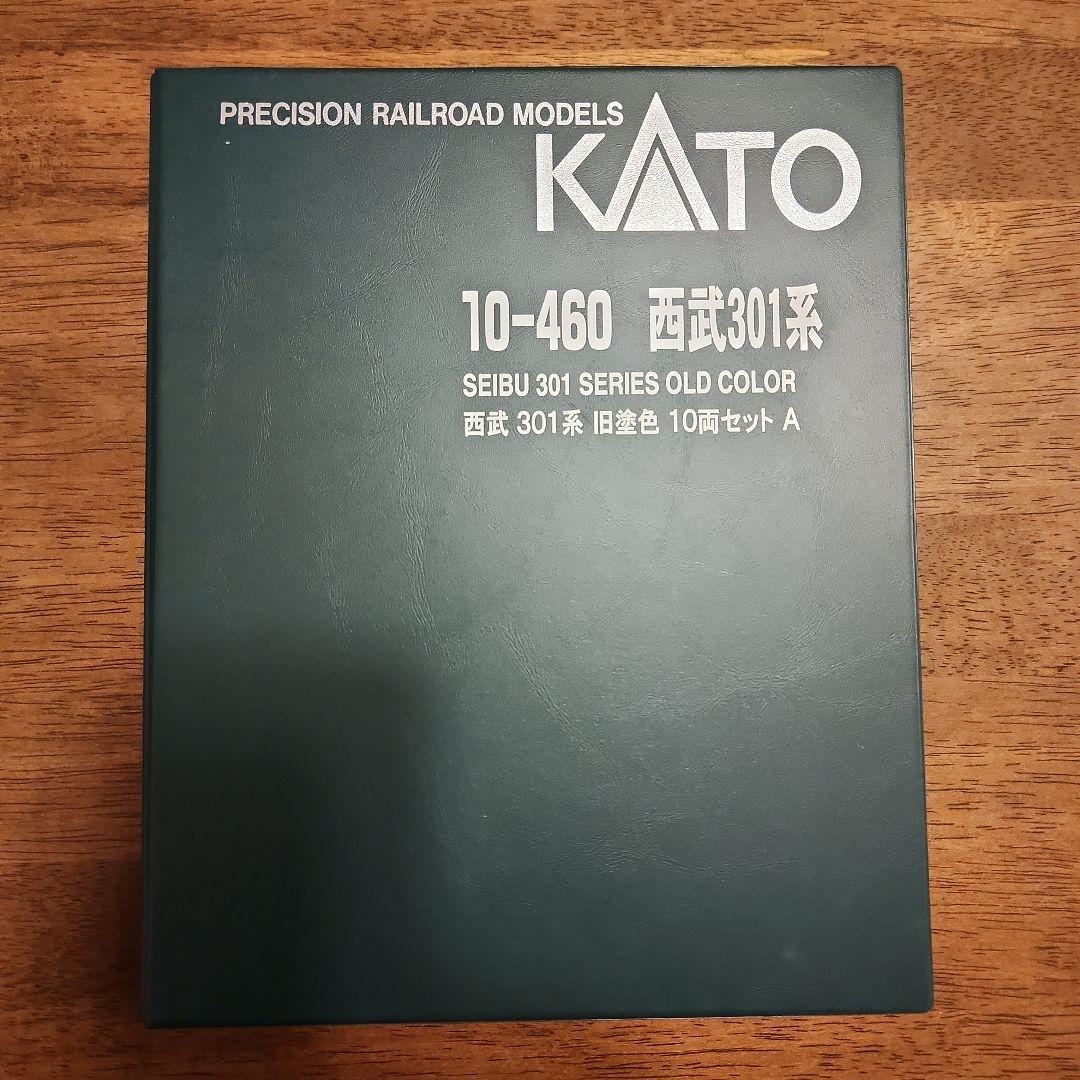 PRECISION RAILROAD MODELS
KATO
10-460 西武301系
SEIBU 301 SERIES OLD COLOR
西武 301系 旧塗色 10両セット A